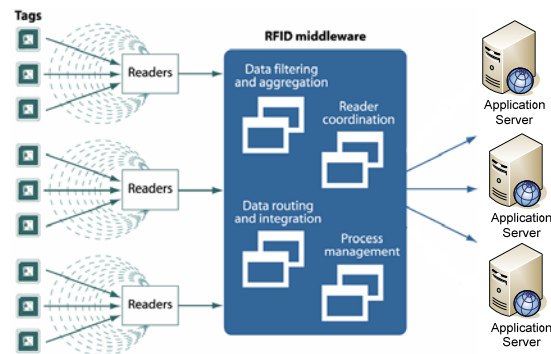 Tags
Readers
Readers
Readers
RFID middleware
Data filtering
and aggregation
Reader
coordination
Data routing
and integration
Process
management
Application
Server
Application
Server
Application
Server